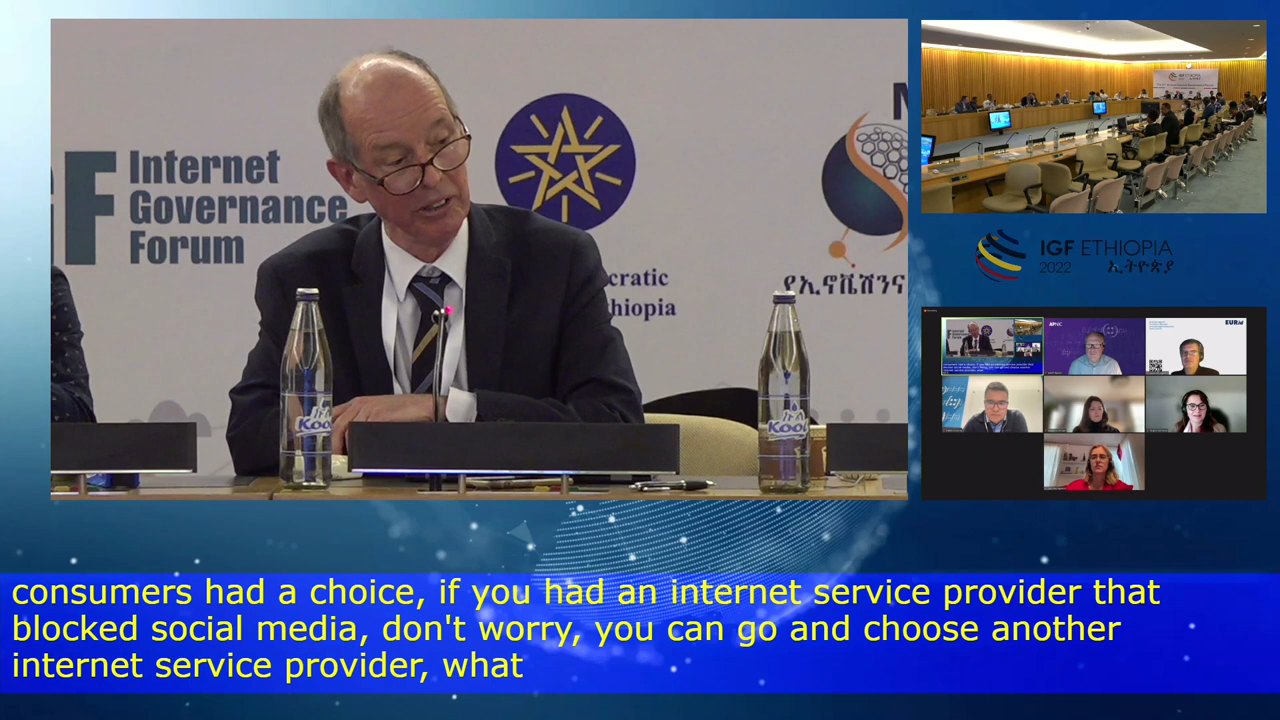 F
Internet
Governance
Forum
cratic
thiopia
የኢኖቬሽንና
N
Kool
Kool
IGF ETHIOPIA
2022 ኢትዮጵያ
APNIC
consumers had a choice, if you had an internet service provider that
blocked social media, don't worry, you can go and choose another
internet service provider, what